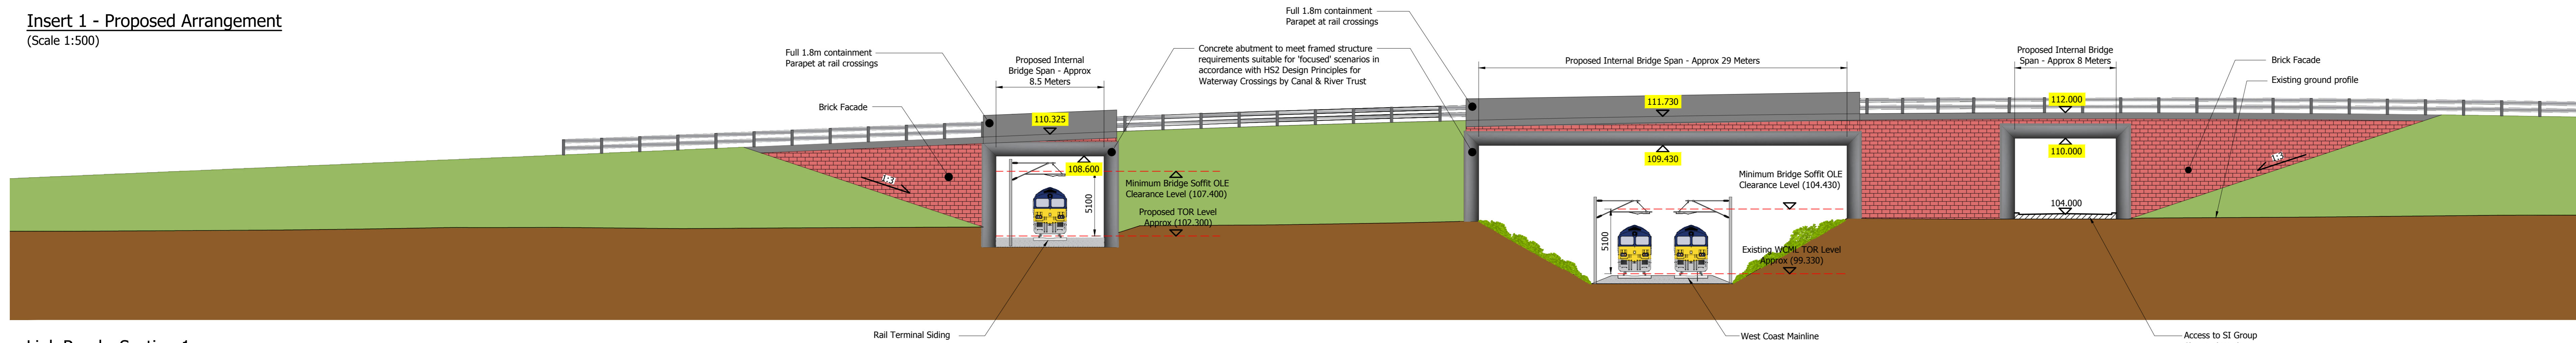 Insert 1 - Proposed Arrangement
(Scale 1:500)
Full 1.8m containment
Parapet at rail crossings
Brick Facade
1:3
Proposed Internal
Bridge Span - Approx
8.5 Meters
110.325
108.600
5100
Minimum Bridge Soffit OLE
Clearance Level (107.400)
Proposed TOR Level
Approx (102.300)
Rail Terminal Siding
Concrete abutment to meet framed structure
requirements suitable for 'focused' scenarios in
accordance with HS2 Design Principles for
Waterway Crossings by Canal & River Trust
Full 1.8m containment
Parapet at rail crossings
Proposed Internal Bridge Span - Approx 29 Meters
111.730
109.430
Minimum Bridge Soffit OLE
Clearance Level (104.430)
5100
Existing WCML TOR Level
Approx (99.330)
West Coast Mainline
Proposed Internal Bridge
Span - Approx 8 Meters
112.000
110.000
104.000
1:3
Brick Facade
Existing ground profile
Access to SI Group